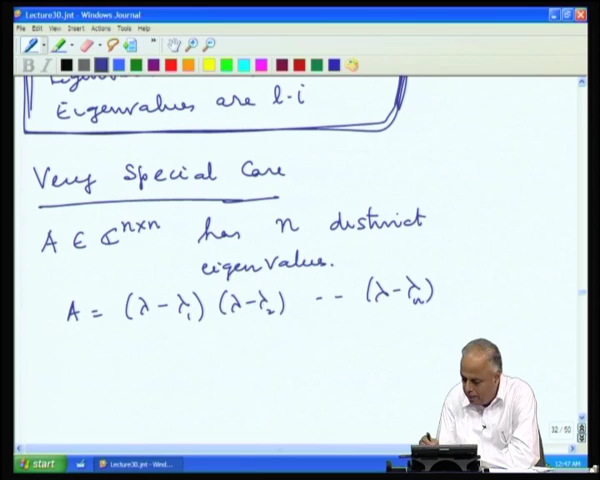 Lecture30.jnt - Windows Journal
File Edit View Insert Actions Tools Help
B I
Eigenvalues are l.i
Very Special Case
A ∈ ℂⁿˣⁿ has n distinct
eigenvalues.
A = (λ - λ₁) (λ - λ₂) -- (λ - λₙ)
32 / 50
start
Lecture30.jnt - Wind...
12:47 AM